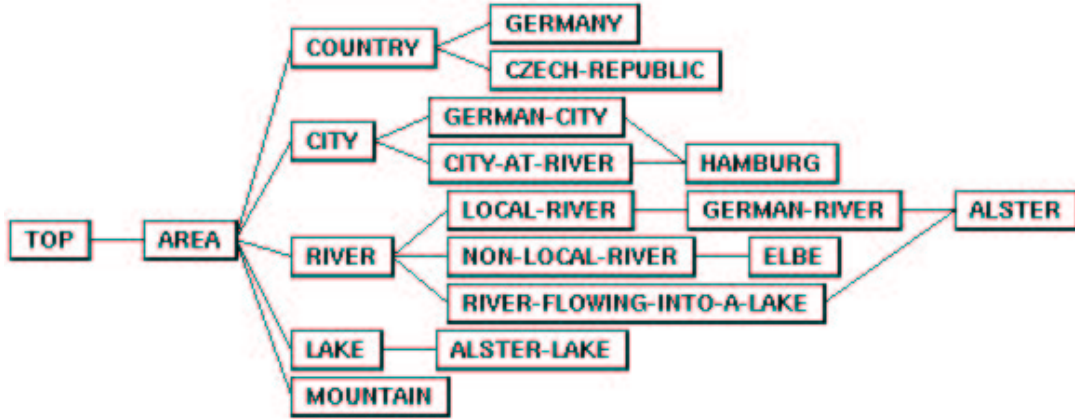 GERMANY
COUNTRY
CZECH-REPUBLIC
GERMAN-CITY
CITY
CITY-AT-RIVER
HAMBURG
LOCAL-RIVER
GERMAN-RIVER
ALSTER
TOP
AREA
RIVER
NON-LOCAL-RIVER
ELBE
RIVER-FLOWING-INTO-A-LAKE
LAKE
ALSTER-LAKE
MOUNTAIN